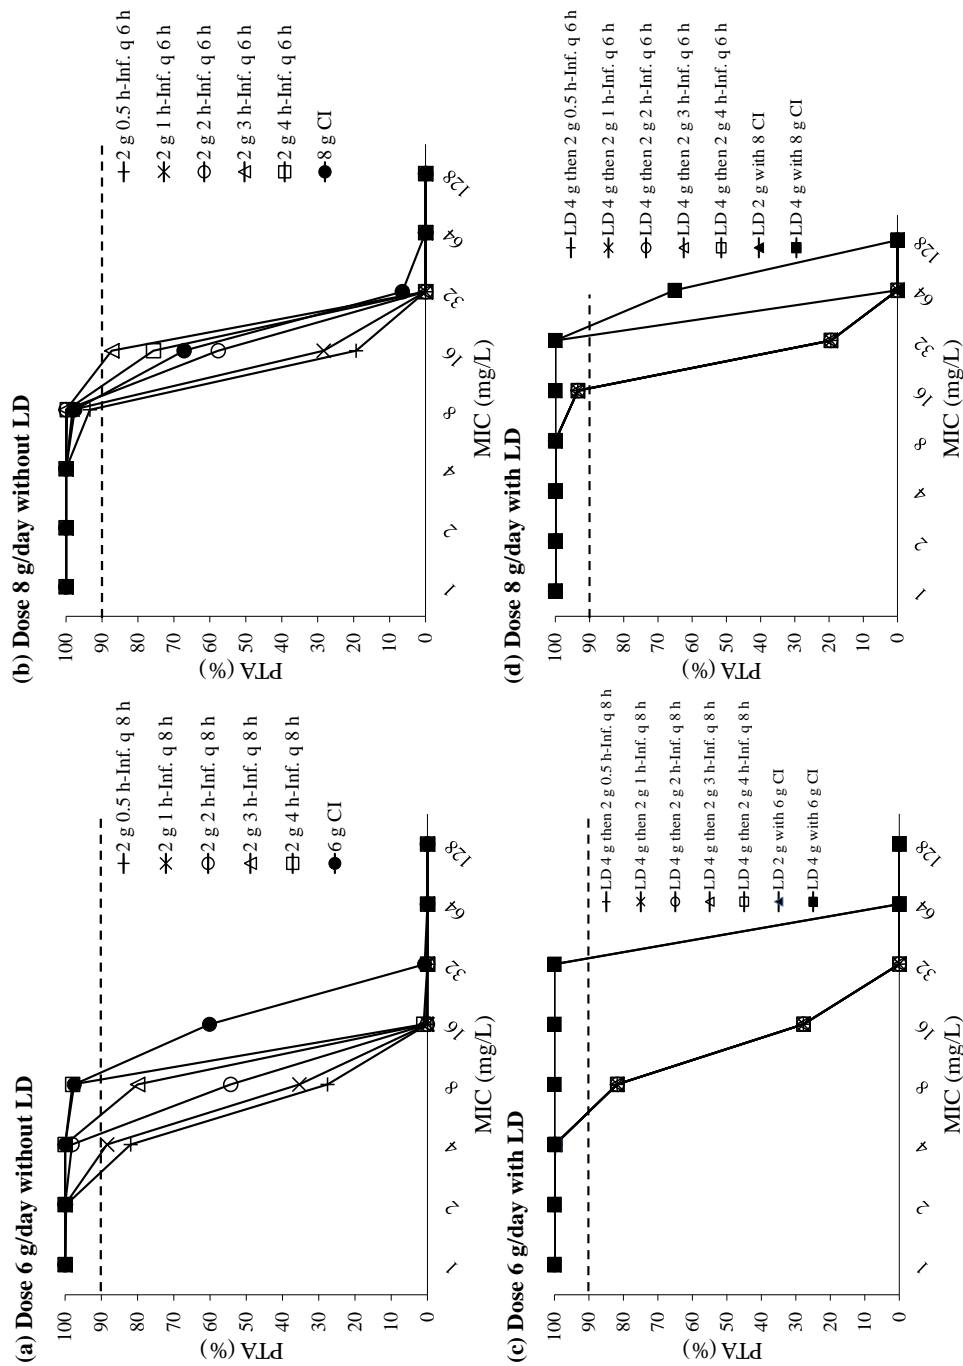 (a) Dose 6 g/day without LD
100
90
80
70
60
50
40
30
20
10
0
PTA (%)
1
2
4
8
16
32
64
128
MIC (mg/L)
2 g 0.5 h-Inf. q 8 h
2 g 1 h-Inf. q 8 h
2 g 2 h-Inf. q 8 h
2 g 3 h-Inf. q 8 h
2 g 4 h-Inf. q 8 h
6 g CI
(b) Dose 8 g/day without LD
100
90
80
70
60
50
40
30
20
10
0
PTA (%)
1
2
4
8
16
32
64
128
MIC (mg/L)
2 g 0.5 h-Inf. q 6 h
2 g 1 h-Inf. q 6 h
2 g 2 h-Inf. q 6 h
2 g 3 h-Inf. q 6 h
2 g 4 h-Inf. q 6 h
8 g CI
(c) Dose 6 g/day with LD
100
90
80
70
60
50
40
30
20
10
0
PTA (%)
1
2
4
8
16
32
64
128
MIC (mg/L)
LD 4 g then 2 g 0.5 h-Inf. q 8 h
LD 4 g then 2 g 1 h-Inf. q 8 h
LD 4 g then 2 g 2 h-Inf. q 8 h
LD 4 g then 2 g 3 h-Inf. q 8 h
LD 4 g then 2 g 4 h-Inf. q 8 h
LD 2 g with 6 g CI
LD 4 g with 6 g CI
(d) Dose 8 g/day with LD
100
90
80
70
60
50
40
30
20
10
0
PTA (%)
1
2
4
8
16
32
64
128
MIC (mg/L)
LD 4 g then 2 g 0.5 h-Inf. q 6 h
LD 4 g then 2 g 1 h-Inf. q 6 h
LD 4 g then 2 g 2 h-Inf. q 6 h
LD 4 g then 2 g 3 h-Inf. q 6 h
LD 4 g then 2 g 4 h-Inf. q 6 h
LD 2 g with 8 CI
LD 4 g with 8 g CI